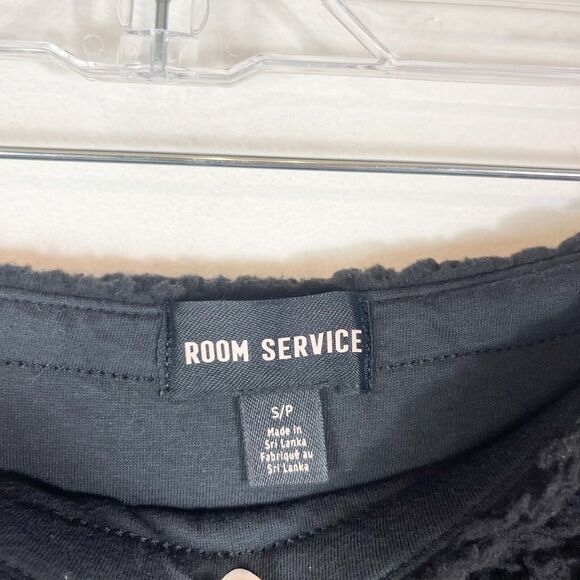 ROOM SERVICE
S/P
Made in
Sri Lanka
Fabriqué au
Sri Lanka